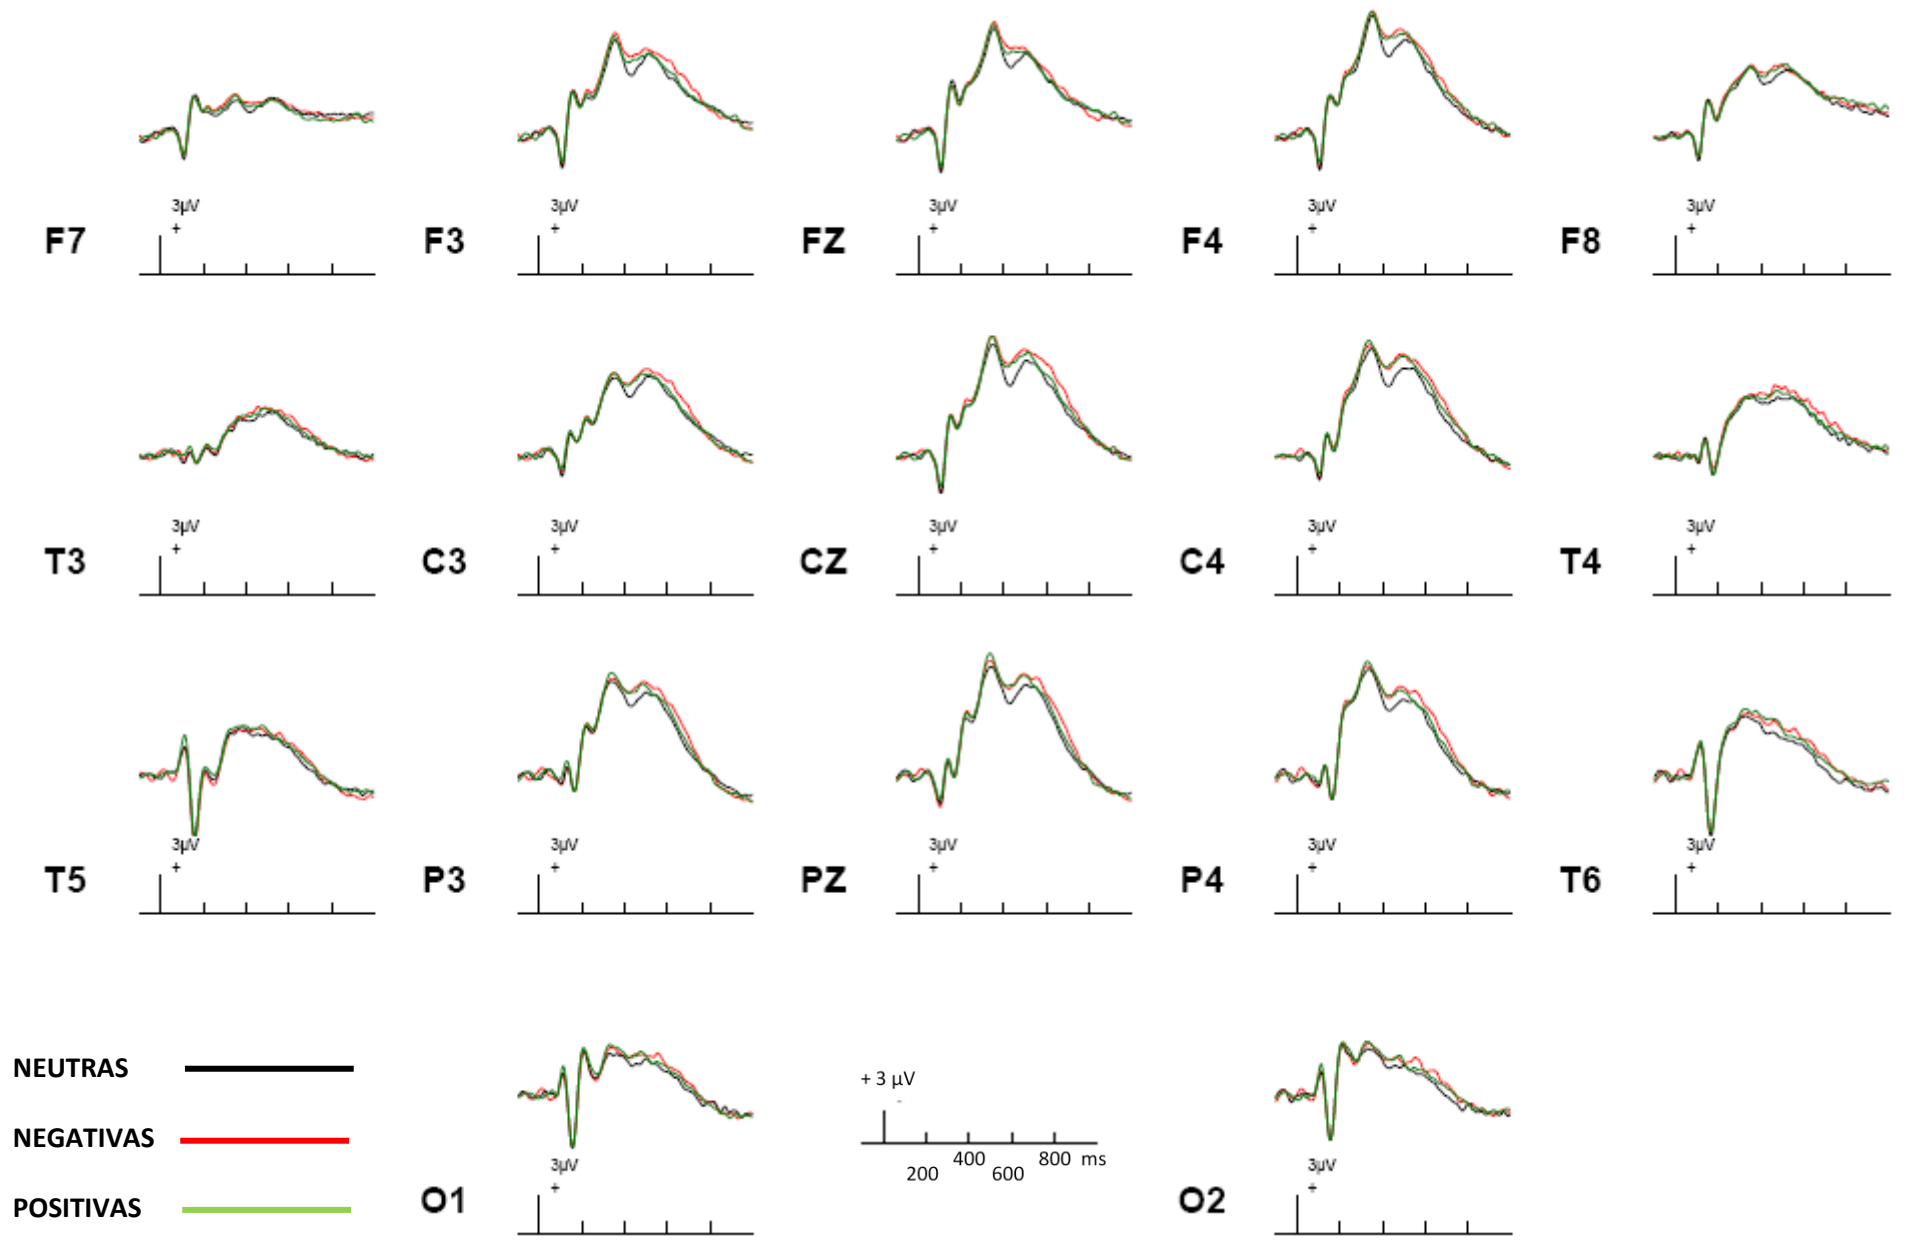 3µV
+
F7
3µV
+
F3
3µV
+
FZ
3µV
+
F4
3µV
+
F8
3µV
+
T3
3µV
+
C3
3µV
+
CZ
3µV
+
C4
3µV
+
T4
3µV
+
T5
3µV
+
P3
3µV
+
PZ
3µV
+
P4
3µV
+
T6
NEUTRAS
NEGATIVAS
POSITIVAS
3µV
+
O1
+ 3 µV
-
200 400 600 800 ms
3µV
+
O2